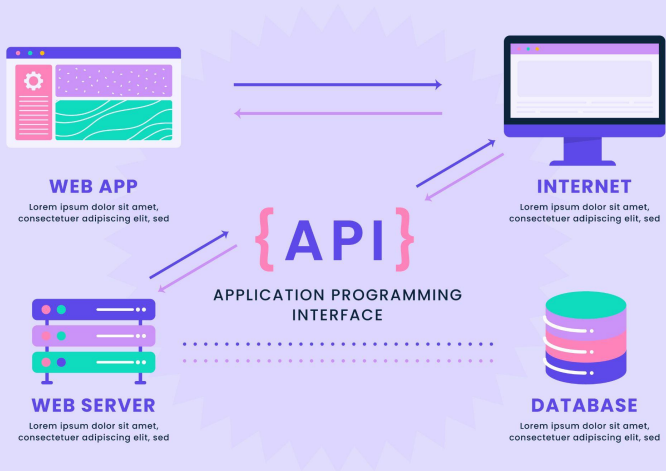 WEB APP
Lorem ipsum dolor sit amet,
consectetuer adipiscing elit, sed
INTERNET
Lorem ipsum dolor sit amet,
consectetuer adipiscing elit, sed
{API}
APPLICATION PROGRAMMING
INTERFACE
WEB SERVER
Lorem ipsum dolor sit amet,
consectetuer adipiscing elit, sed
DATABASE
Lorem ipsum dolor sit amet,
consectetuer adipiscing elit, sed